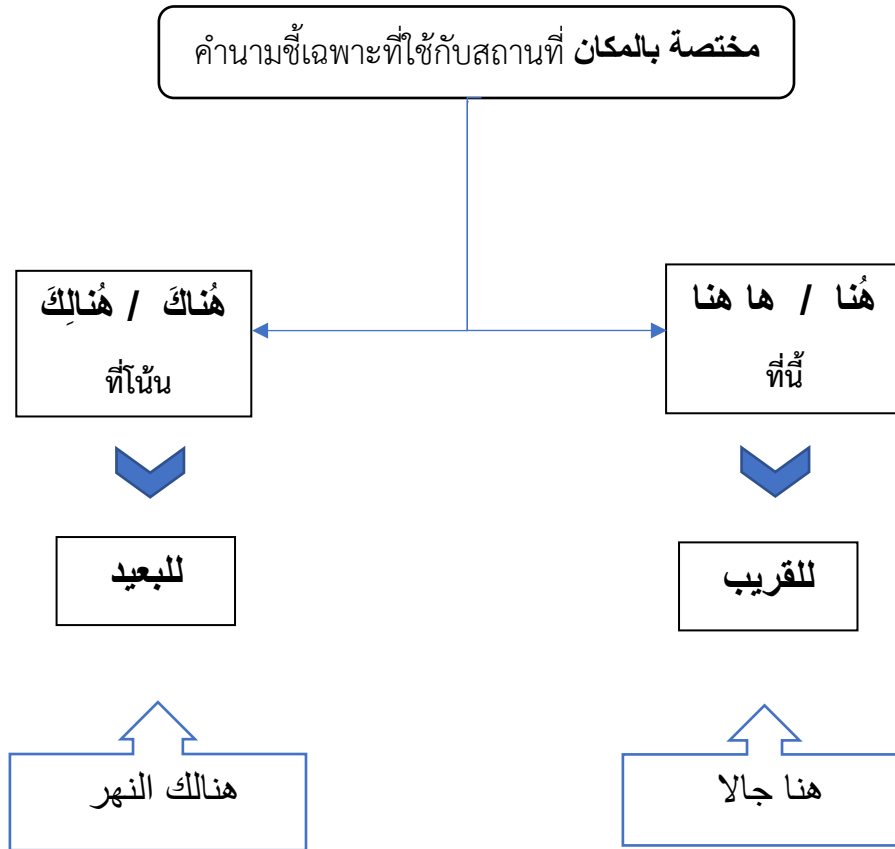 คำนามชี้เฉพาะที่ใช้กับสถานที่ مختصة بالمكان
هُنا / ها هنا
ที่นี้
هُناكَ / هُنالِكَ
ที่โน้น
للقريب
للبعيد
هنا جالا
هنالك النهر